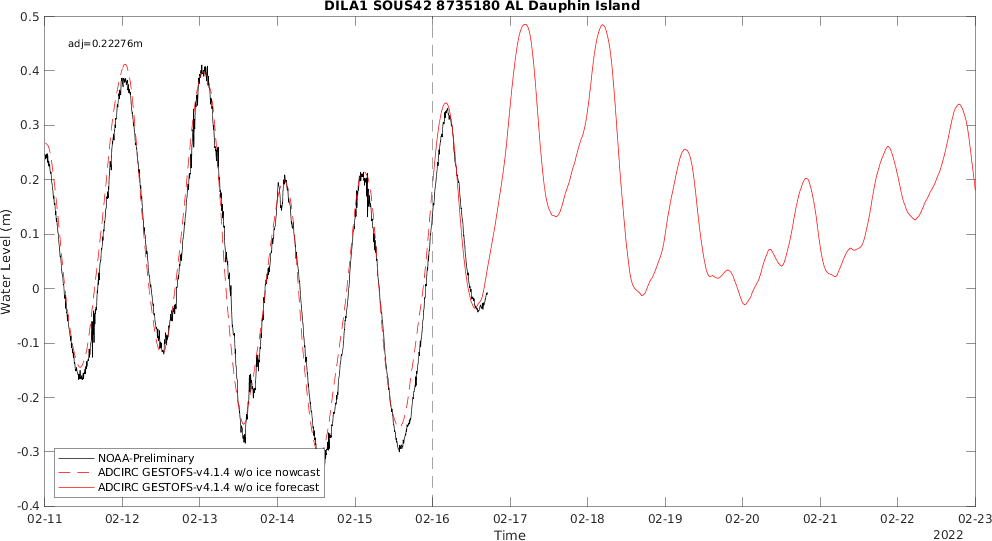 DILA1 SOUS42 8735180 AL Dauphin Island
adj=0.22276m
Water Level (m)
0.5
0.4
0.3
0.2
0.1
0
-0.1
-0.2
-0.3
-0.4
NOAA-Preliminary
ADCIRC GESTOFS-v4.1.4 w/o ice nowcast
ADCIRC GESTOFS-v4.1.4 w/o ice forecast
02-11 02-12 02-13 02-14 02-15 02-16 02-17 02-18 02-19 02-20 02-21 02-22 02-23
Time
2022